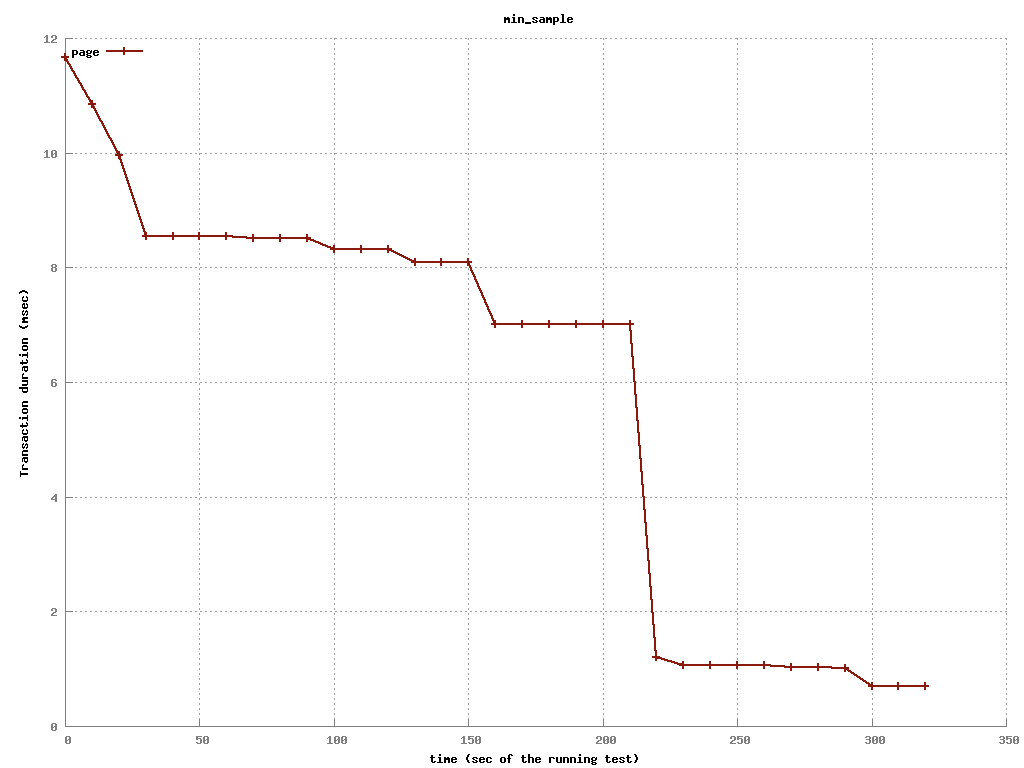 min_sample
page
12
10
8
6
4
2
0
Transaction duration (msec)
0 50 100 150 200 250 300 350
time (sec of the running test)